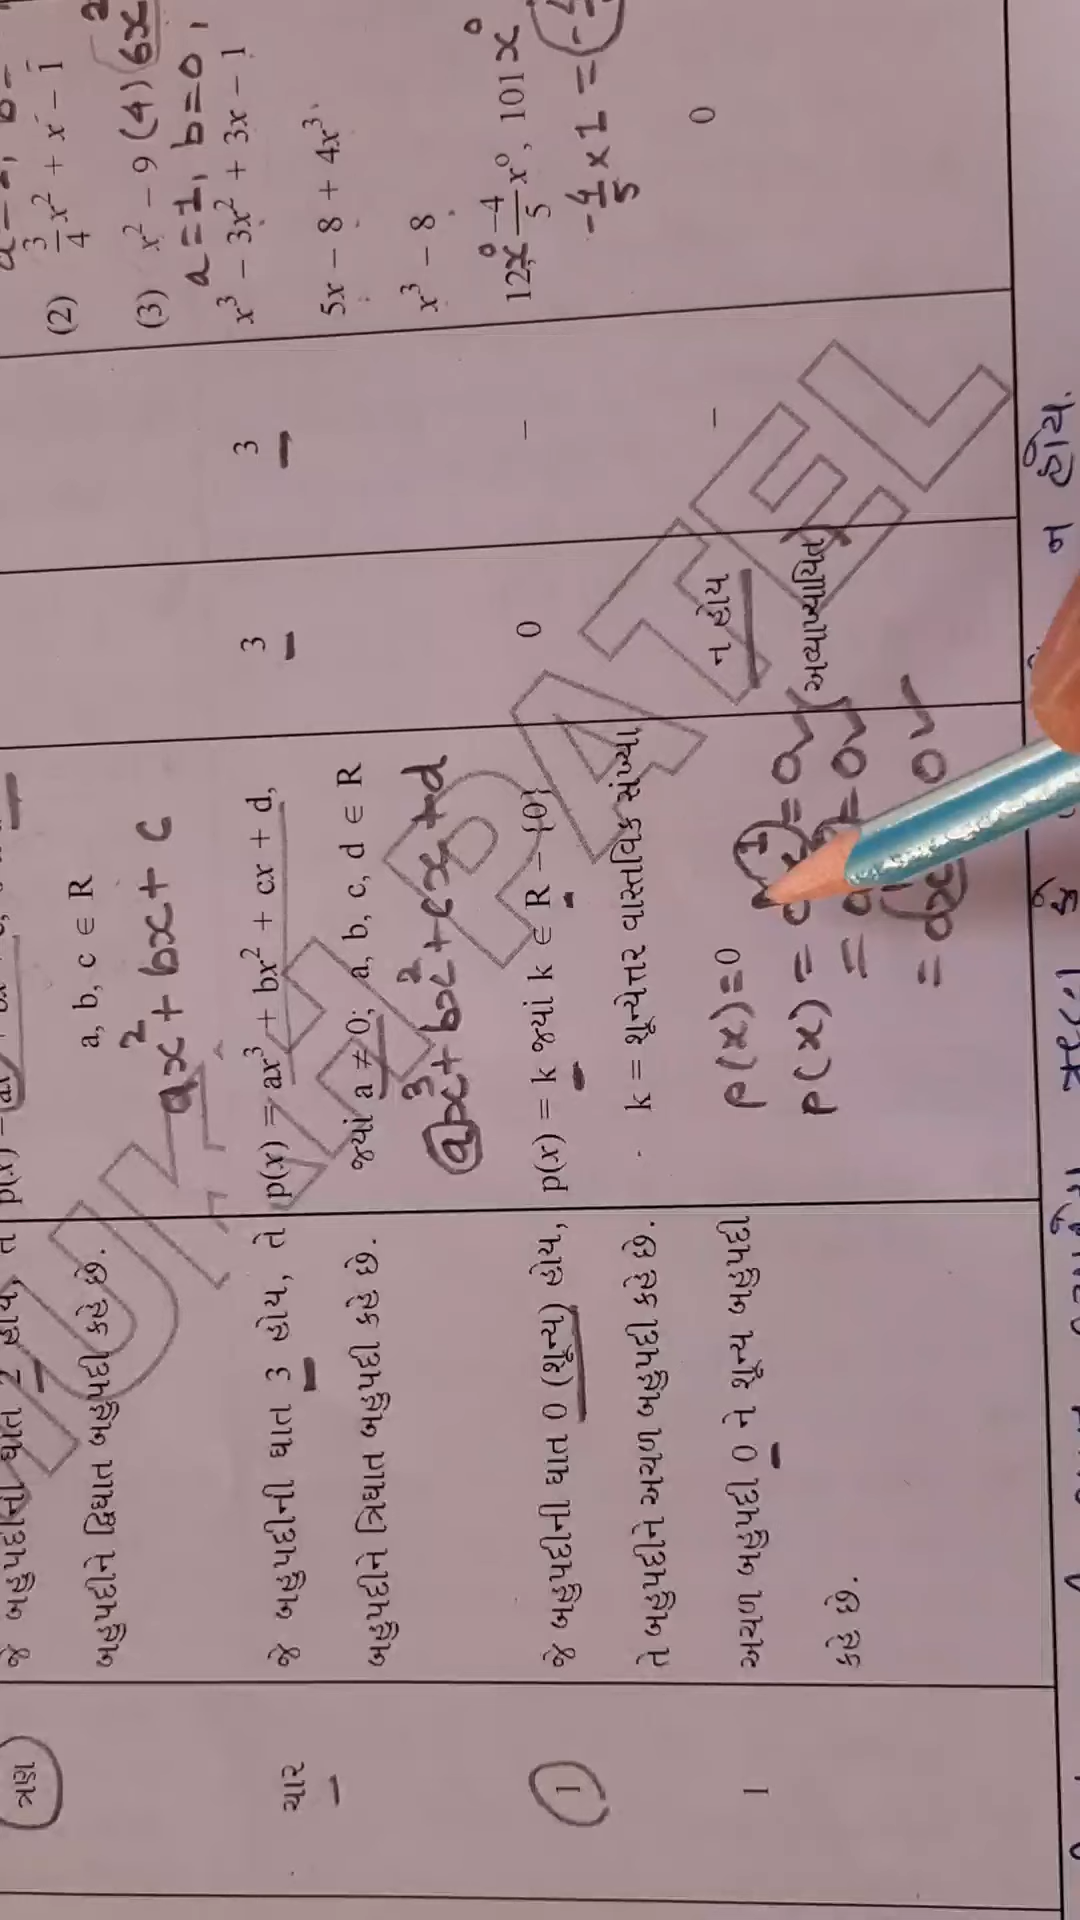 ત્રણ
જે બહુપદીની ઘાત 2 હોય, તે
બહુપદીને દ્વિઘાત બહુપદી કહે છે.
a, b, c ∈ R
ax² + bx + c
(2) 3/4 x² + x - 1
(3) x² - 9 (4) 6x²
a = 1, b = 0,
ચાર
જે બહુપદીની ઘાત 3 હોય, તે
બહુપદીને ત્રિઘાત બહુપદી કહે છે.
p(x) = ax³ + bx² + cx + d,
જ્યાં a ≠ 0; a, b, c, d ∈ R
ax³ + bx² + cx + d
3
3
x³ - 3x² + 3x - 1
5x - 8 + 4x³
x³ - 8
1
જે બહુપદીની ઘાત 0 (શૂન્ય) હોય,
તે બહુપદીને અચળ બહુપદી કહે છે.
p(x) = k જ્યાં k ∈ R - {0}
k = શૂન્યેત્તર વાસ્તવિક સંખ્યા
0
-
12x⁰, -4/5 x⁰, 101x⁰
-4/5 x 1 =
1
અચળ બહુપદી 0 ને શૂન્ય બહુપદી
કહે છે.
p(x) = 0
p(x) =
ન હોય
(અવ્યાખ્યાયિત)
-
0
ન હોય.
PATEL